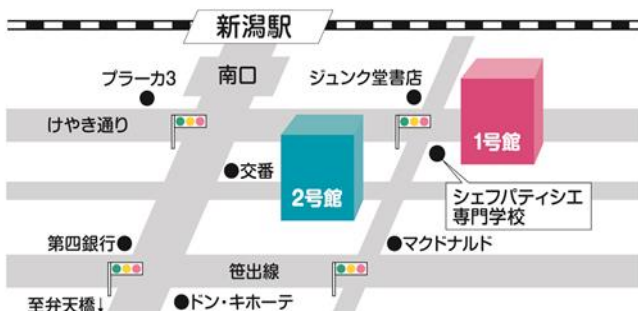 新潟駅
南口
プラーカ3
ジュンク堂書店
けやき通り
1号館
交番
2号館
シェフパティシエ
専門学校
第四銀行
マクドナルド
笹出線
至弁天橋↓
ドン・キホーテ